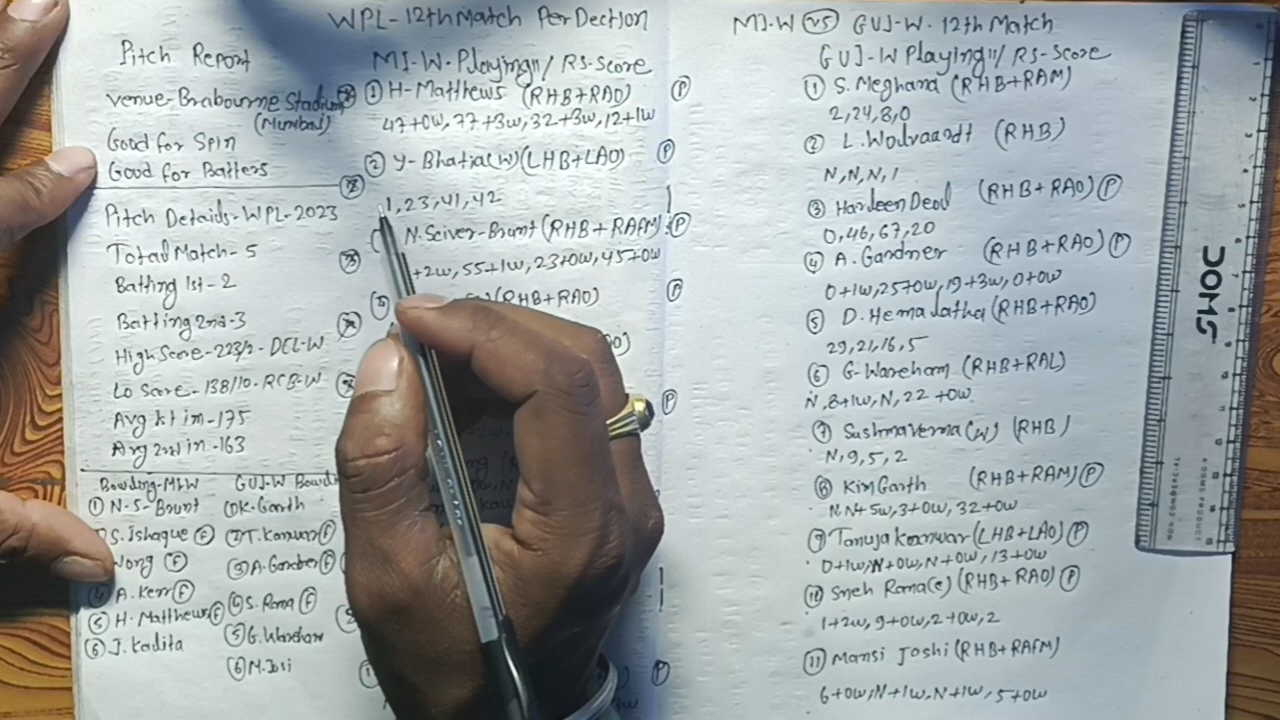 WPL-12th Match PerDection
Pitch Report
Venue-Brabourne Stadium
(Mumbai)
Good for Spin
Good for Batters
Pitch Details-WPL-2023
Total Match-5
Batting 1st-2
Batting 2nd-3
High Score-223/2-DEL-W
Lo Score-138/10-RCB-W
Avg 1st in-175
Avg 2nd in-163
Bowling-MI-W
① N-S-Brunt
S. Ishaque Ⓕ
Wong Ⓕ
④ A. Kerr Ⓕ
⑤ H. Matthews Ⓕ
⑥ J. Kadita
GUJ-W Bowli
① K-Garth
② T. Kanwar Ⓕ
③ A. Gardner Ⓕ
④ S. Rana Ⓕ
⑤ G. Wareham
⑥ M. Josi
MI-W-Playing 11 / RS-Score
① H-Matthews (RHB+RAO) Ⓟ
47+0W, 77+3W, 32+3W, 12+1W
② Y-Bhatia(W) (LHB+LAO) Ⓟ
1, 23, 41, 42
N. Sciver-Brunt (RHB+RAFM) Ⓟ
+2W, 55+1W, 23+0W, 45+0W
(RHB+RAO) Ⓟ
Ⓟ
Ⓟ
MI-W VS GUJ-W-12th Match
GUJ-W Playing 11 / RS-Score
① S. Meghana (RHB+RAM)
2, 24, 8, 0
② L. Wolvaardt (RHB)
N, N, N, 1
③ Harleen Deol (RHB+RAO) Ⓟ
0, 46, 67, 20
④ A. Gardner (RHB+RAO) Ⓟ
0+1W, 25+0W, 19+3W, 0+0W
⑤ D. Hemalatha (RHB+RAO)
29, 21, 16, 5
⑥ G-Wareham (RHB+RAL)
N, 8+1W, N, 22+0W
⑦ Sushma Verma (W) (RHB)
N, 9, 5, 2
⑧ Kim Garth (RHB+RAM) Ⓟ
N, N+5W, 3+0W, 32+0W
⑨ Tanuja Kanwar (LHB+LAO) Ⓟ
0+1W, N+0W, N+0W, 13+0W
⑩ Sneh Rana(c) (RHB+RAO) Ⓟ
1+2W, 9+0W, 2+0W, 2
⑪ Mansi Joshi (RHB+RAFM)
6+0W, N+1W, N+1W, 5+0W
DOMS